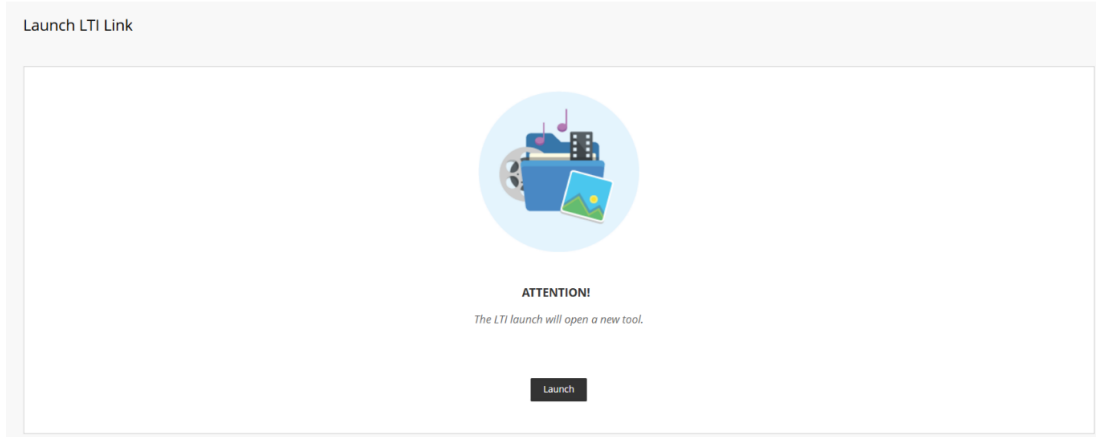 Launch LTI Link
ATTENTION!
The LTI launch will open a new tool.
Launch